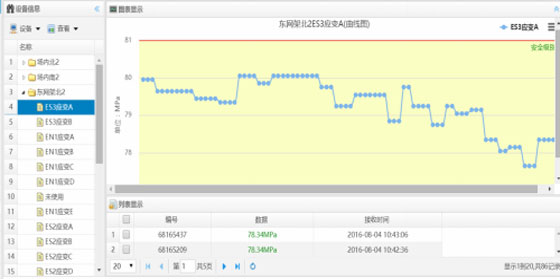 设备信息
设备 查看
名称
1 场内北2
2 场内南2
3 东网架北2
4 ES3应变A
5 ES3应变B
6 EN1应变A
7 EN1应变B
8 EN1应变C
9 EN1应变D
10 未使用
11 EN1应变E
12 ES2应变A
13 ES2应变B
14 ES2应变C
15 ES2应变D
图表显示
东网架北2ES3应变A(曲线图)
ES3应变A
安全级别
单位：MPa
81
80
79
78
列表显示
编号 数据 接收时间
1 68165437 78.34MPa 2016-08-04 10:43:06
2 68165209 78.34MPa 2016-08-04 10:42:36
20 第 1 共5页 显示1到20,共86记录